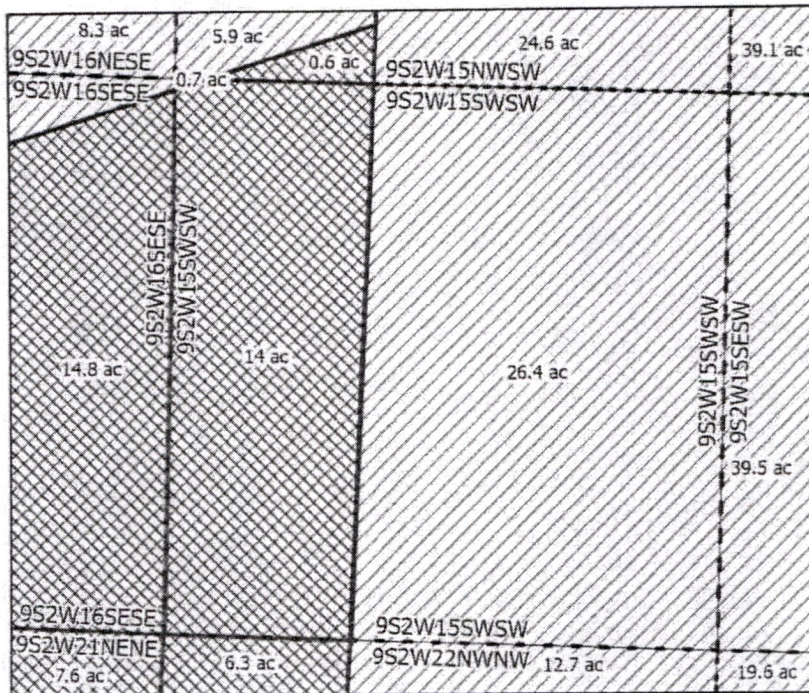 8.3 ac
5.9 ac
24.6 ac
39.1 ac
9S2W16NESE
0.7 ac
0.6 ac
9S2W15NWSW
9S2W16SESE
9S2W15SWSW
9S2W16SESE
9S2W15SWSW
14.8 ac
14 ac
26.4 ac
9S2W15SWSW
9S2W15SESW
39.5 ac
9S2W16SESE
9S2W15SWSW
9S2W21NENE
9S2W22NWNW
7.6 ac
6.3 ac
12.7 ac
19.6 ac